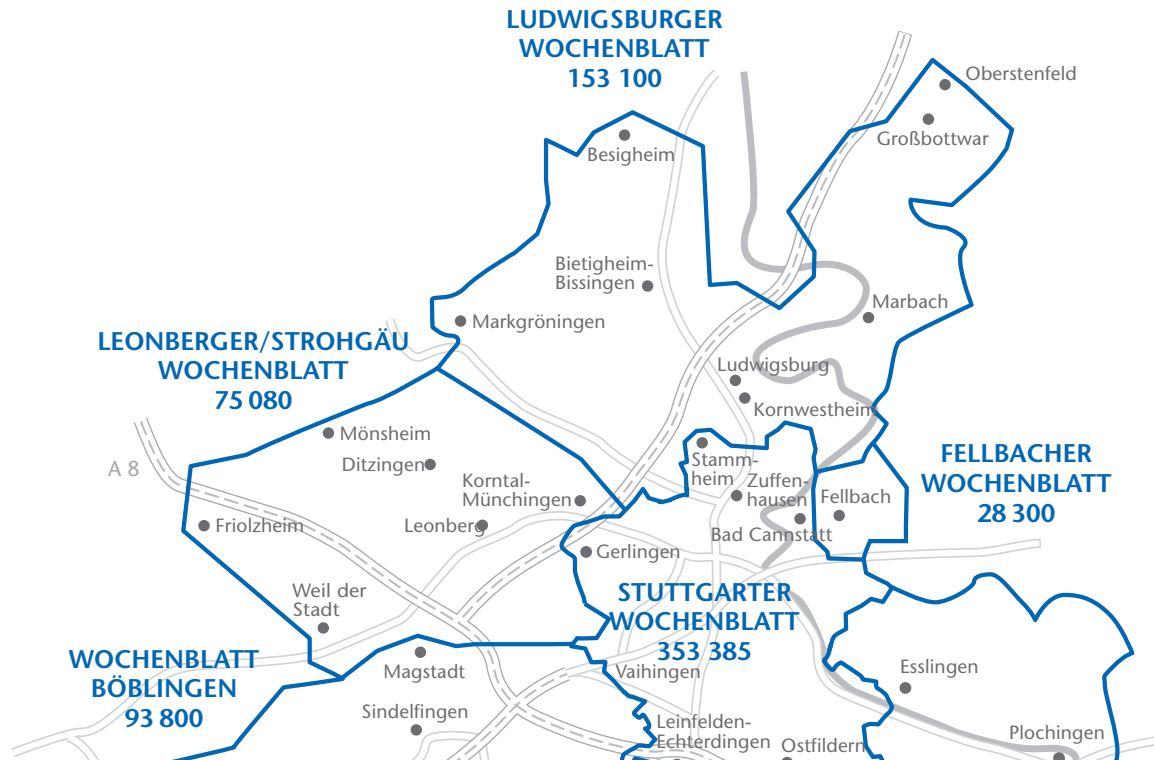 LUDWIGSBURGER
WOCHENBLATT
153 100
Oberstenfeld
Großbottwar
Besigheim
Bietigheim-
Bissingen
Marbach
Markgröningen
LEONBERGER/STROHGÄU
WOCHENBLATT
75 080
Ludwigsburg
Kornwestheim
Mönsheim
Ditzingen
A 8
Stamm-
heim
Zuffen-
hausen
Fellbach
FELLBACHER
WOCHENBLATT
28 300
Korntal-
Münchingen
Friolzheim
Leonberg
Bad Cannstatt
Gerlingen
Weil der
Stadt
STUTTGARTER
WOCHENBLATT
353 385
WOCHENBLATT
BÖBLINGEN
93 800
Magstadt
Vaihingen
Esslingen
Sindelfingen
Leinfelden-
Echterdingen
Ostfildern
Plochingen